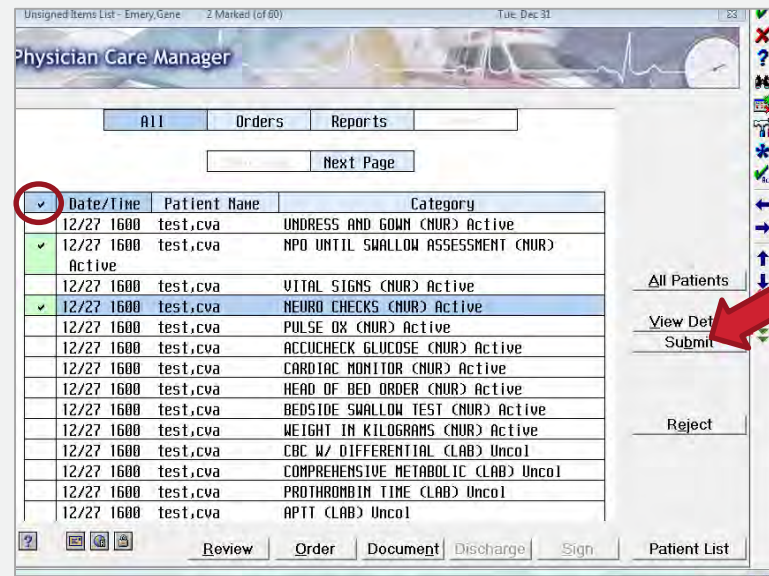 Unsigned Items List - Emery,Gene 2 Marked (of 60) Tue, Dec 31
Physician Care Manager
All Orders Reports
Next Page
✓ Date/Time Patient Name Category
12/27 1600 test,cva UNDRESS AND GOWN (NUR) Active
✓ 12/27 1600 test,cva NPO UNTIL SWALLOW ASSESSMENT (NUR)
Active
12/27 1600 test,cva VITAL SIGNS (NUR) Active
✓ 12/27 1600 test,cva NEURO CHECKS (NUR) Active
12/27 1600 test,cva PULSE OX (NUR) Active
12/27 1600 test,cva ACCUCHECK GLUCOSE (NUR) Active
12/27 1600 test,cva CARDIAC MONITOR (NUR) Active
12/27 1600 test,cva HEAD OF BED ORDER (NUR) Active
12/27 1600 test,cva BEDSIDE SWALLOW TEST (NUR) Active
12/27 1600 test,cva WEIGHT IN KILOGRAMS (NUR) Active
12/27 1600 test,cva CBC W/ DIFFERENTIAL (LAB) Uncol
12/27 1600 test,cva COMPREHENSIVE METABOLIC (LAB) Uncol
12/27 1600 test,cva PROTHROMBIN TIME (LAB) Uncol
12/27 1600 test,cva APTT (LAB) Uncol
All Patients
View Det
Submit
Reject
? Review Order Document Discharge Sign Patient List